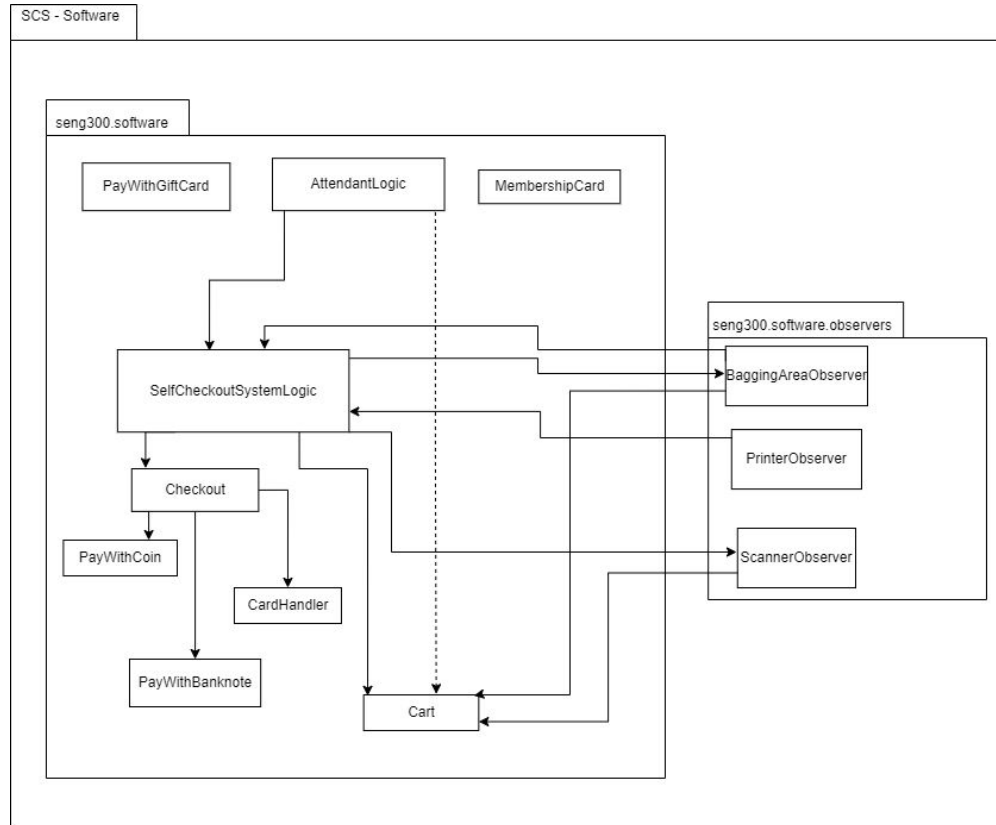 SCS - Software
seng300.software
PayWithGiftCard
AttendantLogic
MembershipCard
seng300.software.observers
SelfCheckoutSystemLogic
BaggingAreaObserver
PrinterObserver
Checkout
PayWithCoin
ScannerObserver
CardHandler
PayWithBanknote
Cart